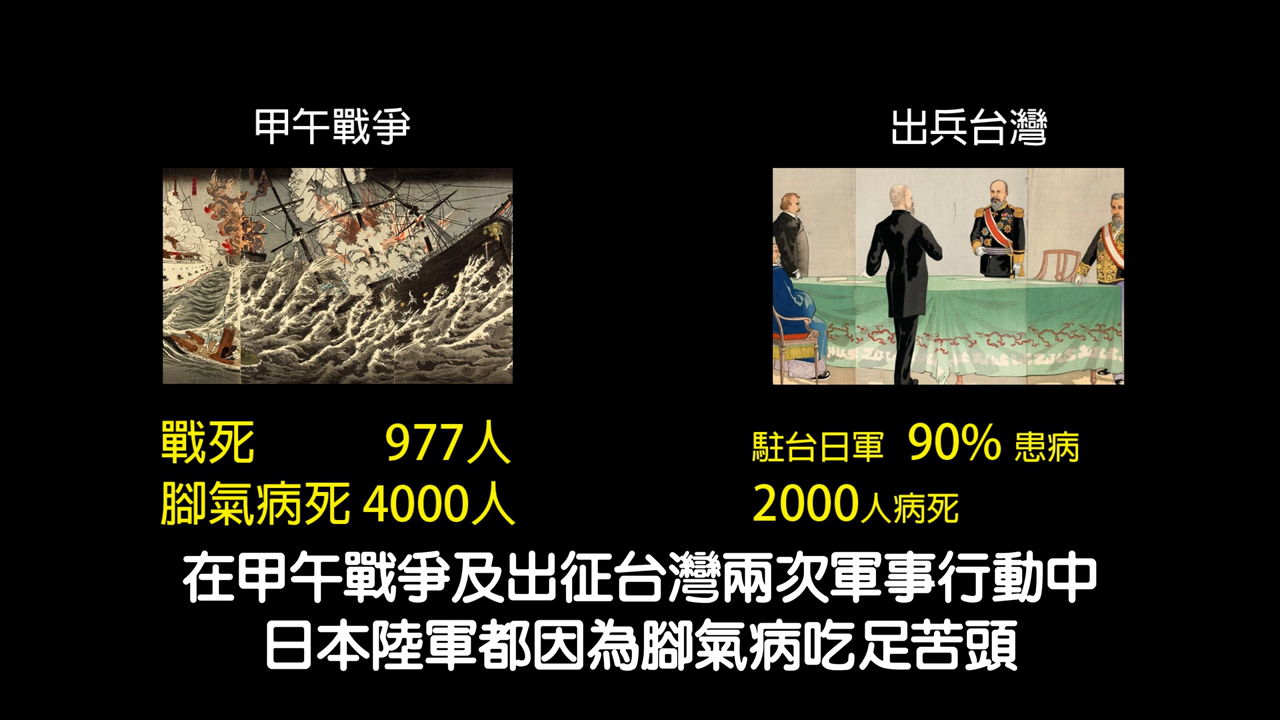 甲午戰爭
出兵台灣
戰死 977人
腳氣病死 4000人
駐台日軍 90% 患病
2000人病死
在甲午戰爭及出征台灣兩次軍事行動中
日本陸軍都因為腳氣病吃足苦頭